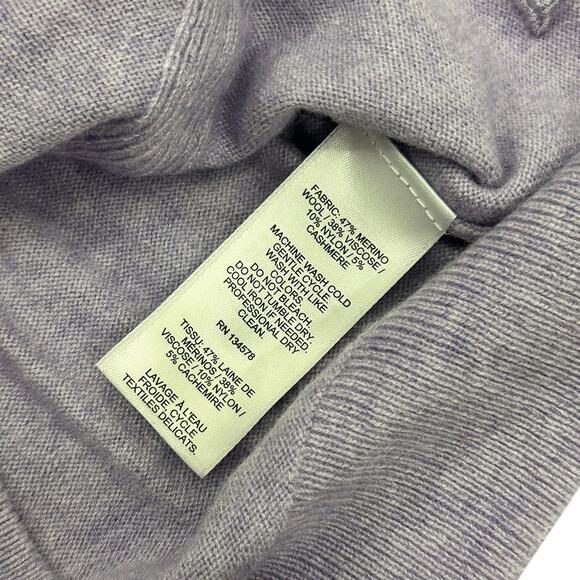 FABRIC: 47% MERINO
WOOL / 38% VISCOSE /
10% NYLON / 5%
CASHMERE
MACHINE WASH COLD
GENTLE CYCLE
WASH WITH LIKE
COLORS.
DO NOT BLEACH.
DO NOT TUMBLE DRY.
COOL IRON IF NEEDED.
PROFESSIONAL DRY
CLEAN.
RN 134578
TISSU: 47% LAINE DE
MÉRINOS / 38%
VISCOSE / 10% NYLON /
5% CACHEMIRE
LAVAGE À L'EAU
FROIDE, CYCLE
TEXTILES DÉLICATS.